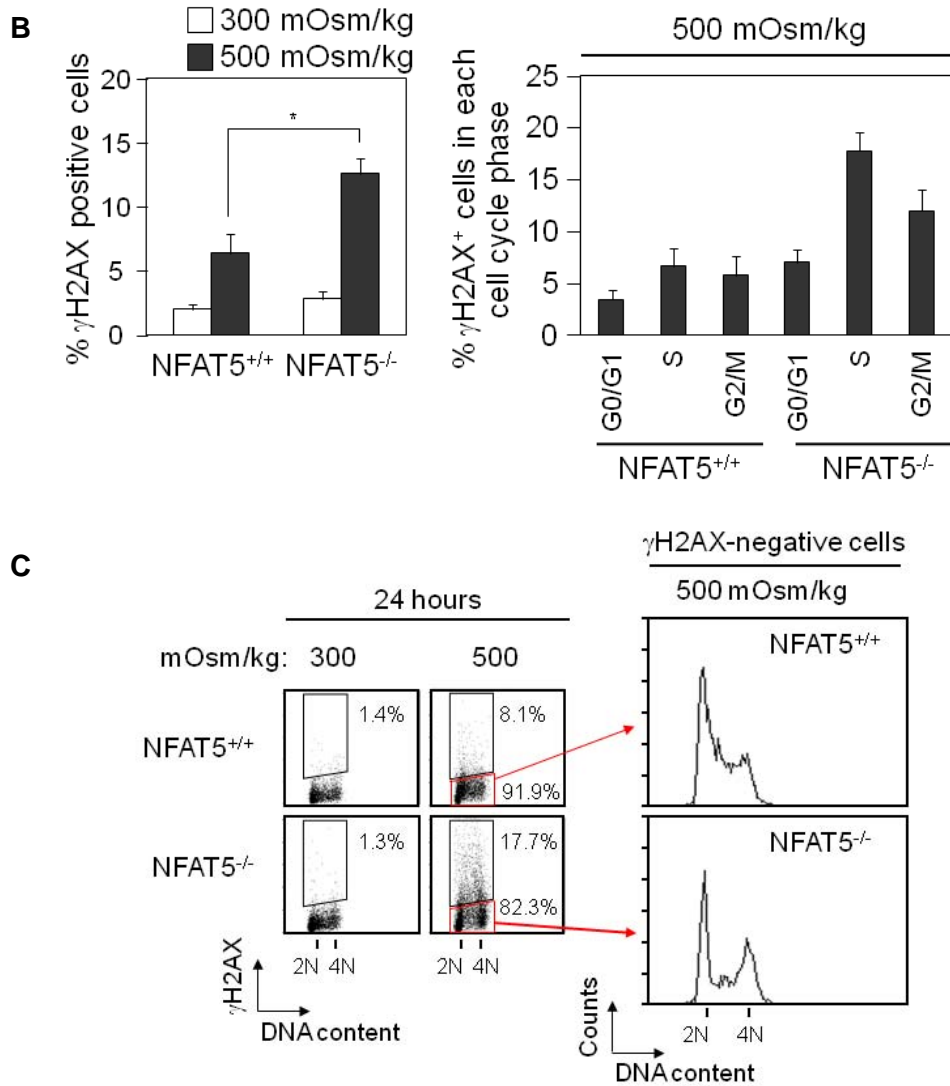 B
300 mOsm/kg
500 mOsm/kg
% γH2AX positive cells
20
15
10
5
0
*
NFAT5+/+
NFAT5-/-
500 mOsm/kg
% γH2AX+ cells in each
cell cycle phase
25
20
15
10
5
0
G0/G1
S
G2/M
G0/G1
S
G2/M
NFAT5+/+
NFAT5-/-
C
24 hours
mOsm/kg: 300 500
NFAT5+/+
1.4%
8.1%
91.9%
NFAT5-/-
1.3%
17.7%
82.3%
2N 4N
2N 4N
γH2AX
DNA content
γH2AX-negative cells
500 mOsm/kg
NFAT5+/+
NFAT5-/-
2N 4N
Counts
DNA content